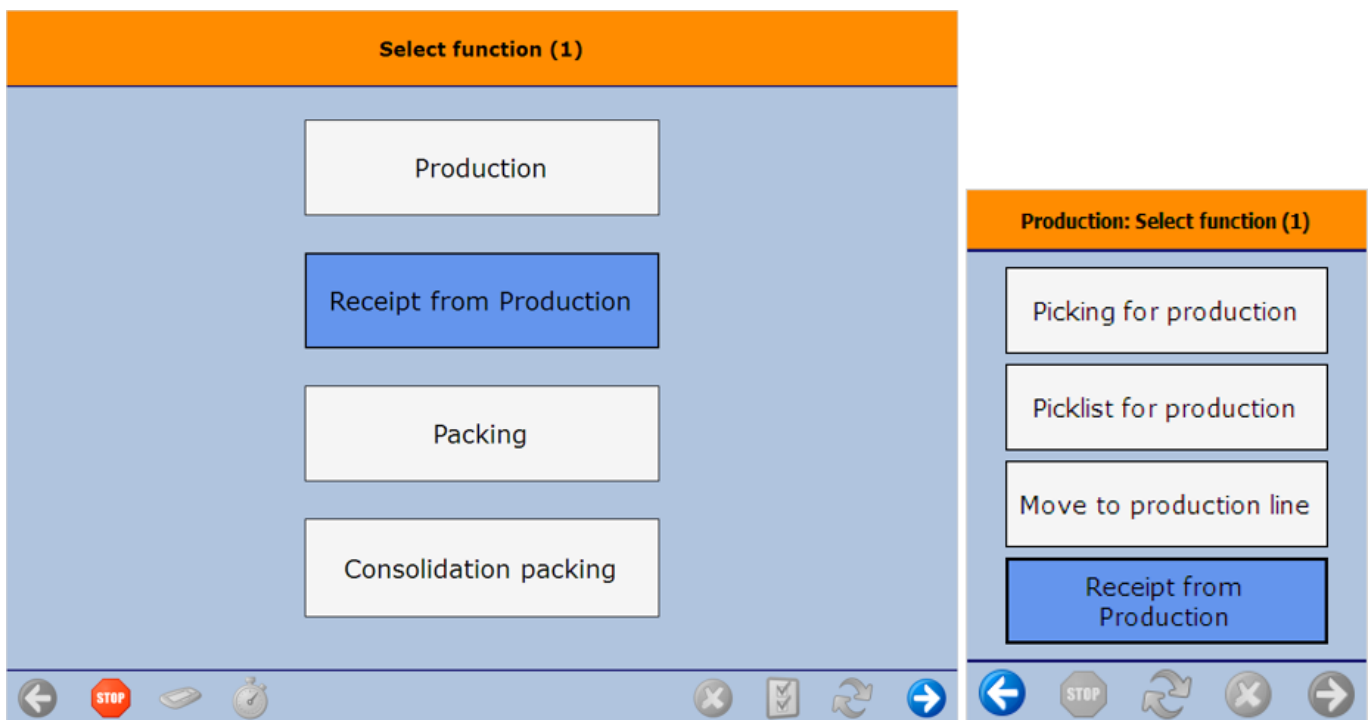 Select function (1)
Production
Receipt from Production
Packing
Consolidation packing
STOP
Production: Select function (1)
Picking for production
Picklist for production
Move to production line
Receipt from
Production
STOP